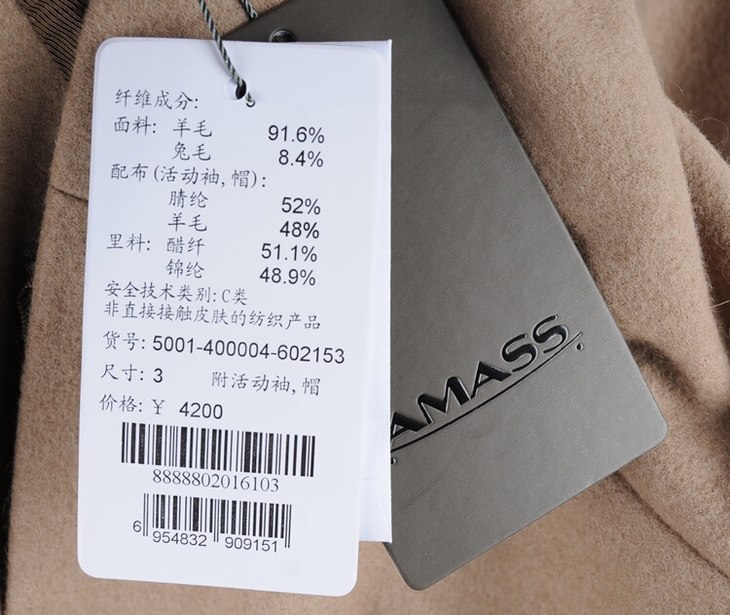 纤维成分:
面料: 羊毛 91.6%
兔毛 8.4%
配布(活动袖,帽):
腈纶 52%
羊毛 48%
里料: 醋纤 51.1%
锦纶 48.9%
安全技术类别: C类
非直接接触皮肤的纺织产品
货号: 5001-400004-602153
尺寸: 3 附活动袖,帽
价格: ¥ 4200
8888802016103
6 954832 909151
AMASS